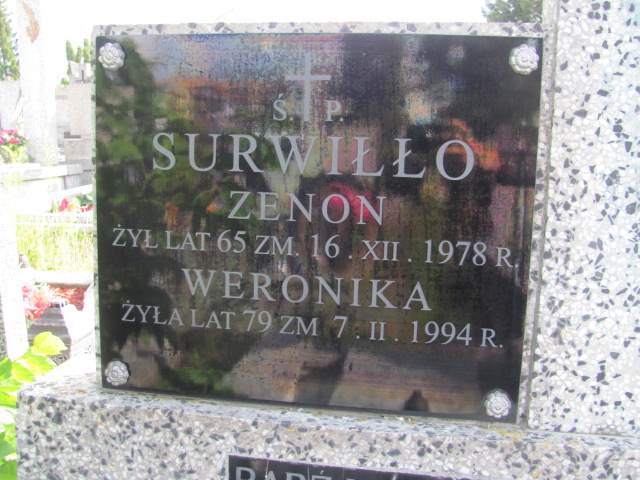 Ś. P.
SURWIŁŁO
ZENON
ŻYŁ LAT 65 ZM. 16 . XII . 1978 R.
WERONIKA
ŻYŁA LAT 79 ZM 7 . II . 1994 R.